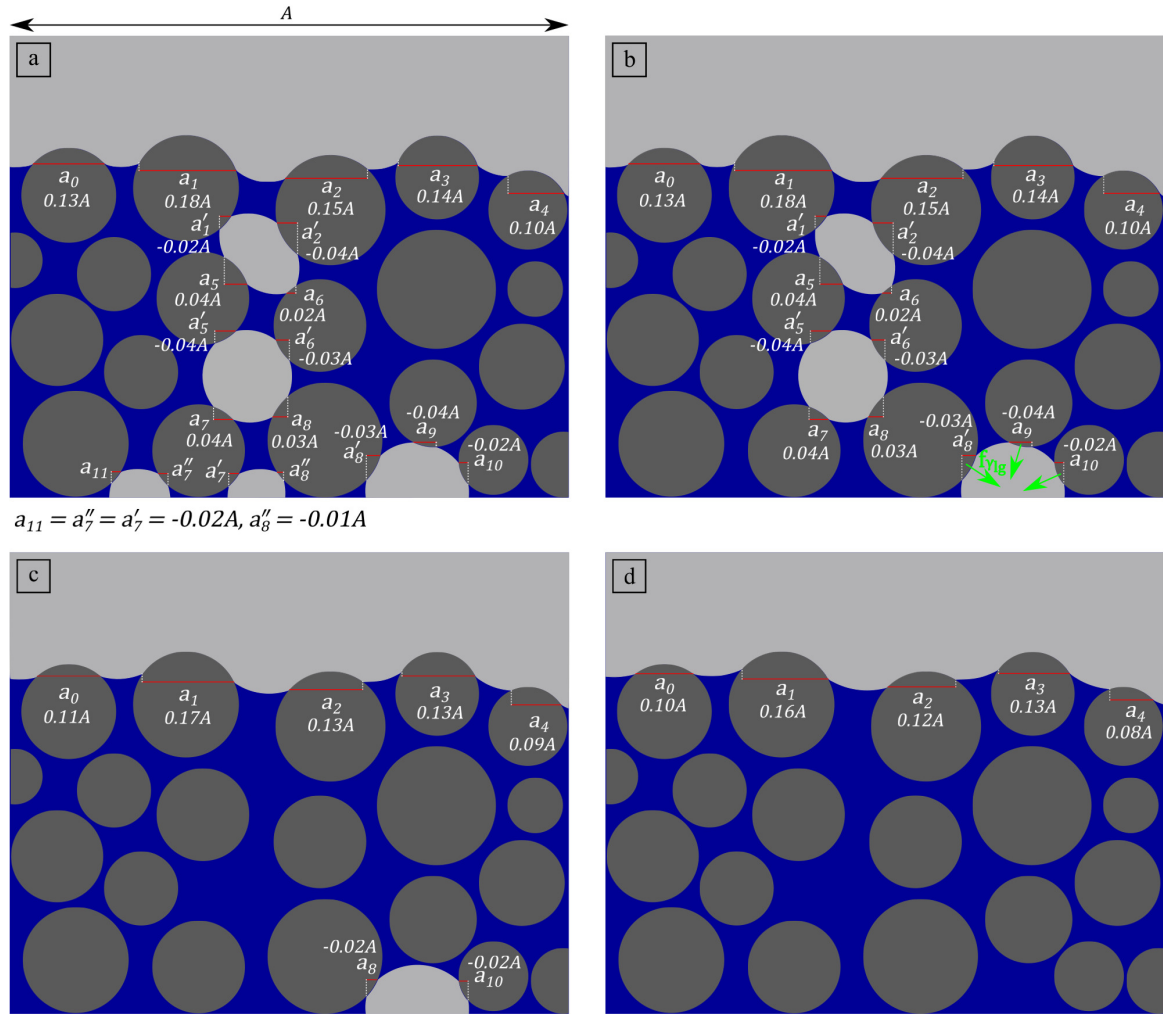 A
a
a₀
0.13A
a₁
0.18A
a₂
0.15A
a₃
0.14A
a₄
0.10A
a′₁
-0.02A
a′₂
-0.04A
a₅
0.04A
a₆
0.02A
a′₅
-0.04A
a′₆
-0.03A
a₇
0.04A
a₈
0.03A
-0.03A
a′₈
-0.04A
a₉
-0.02A
a₁₀
a₁₁
a″₇
a′₇
a″₈
a₁₁ = a″₇ = a′₇ = -0.02A, a″₈ = -0.01A
b
a₀
0.13A
a₁
0.18A
a₂
0.15A
a₃
0.14A
a₄
0.10A
a′₁
-0.02A
a′₂
-0.04A
a₅
0.04A
a₆
0.02A
a′₅
-0.04A
a′₆
-0.03A
a₇
0.04A
a₈
0.03A
-0.03A
a′₈
-0.04A
a₉
-0.02A
a₁₀
fγlg
c
a₀
0.11A
a₁
0.17A
a₂
0.13A
a₃
0.13A
a₄
0.09A
-0.02A
a₈
-0.02A
a₁₀
d
a₀
0.10A
a₁
0.16A
a₂
0.12A
a₃
0.13A
a₄
0.08A